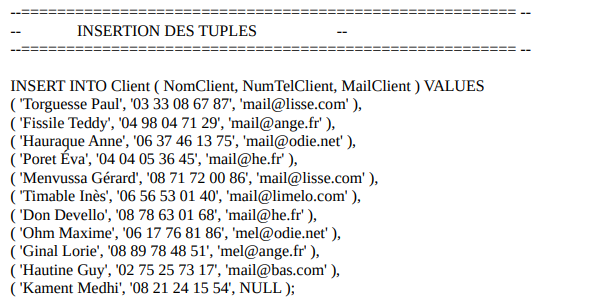 --======================================================== --
-- INSERTION DES TUPLES --
--======================================================== --
INSERT INTO Client ( NomClient, NumTelClient, MailClient ) VALUES
( 'Torguesse Paul', '03 33 08 67 87', 'mail@lisse.com' ),
( 'Fissile Teddy', '04 98 04 71 29', 'mail@ange.fr' ),
( 'Hauraque Anne', '06 37 46 13 75', 'mail@odie.net' ),
( 'Poret Éva', '04 04 05 36 45', 'mail@he.fr' ),
( 'Menvussa Gérard', '08 71 72 00 86', 'mail@lisse.com' ),
( 'Timable Inès', '06 56 53 01 40', 'mail@limelo.com' ),
( 'Don Devello', '08 78 63 01 68', 'mail@he.fr' ),
( 'Ohm Maxime', '06 17 76 81 86', 'mel@odie.net' ),
( 'Ginal Lorie', '08 89 78 48 51', 'mel@ange.fr' ),
( 'Hautine Guy', '02 75 25 73 17', 'mail@bas.com' ),
( 'Kament Medhi', '08 21 24 15 54', NULL );